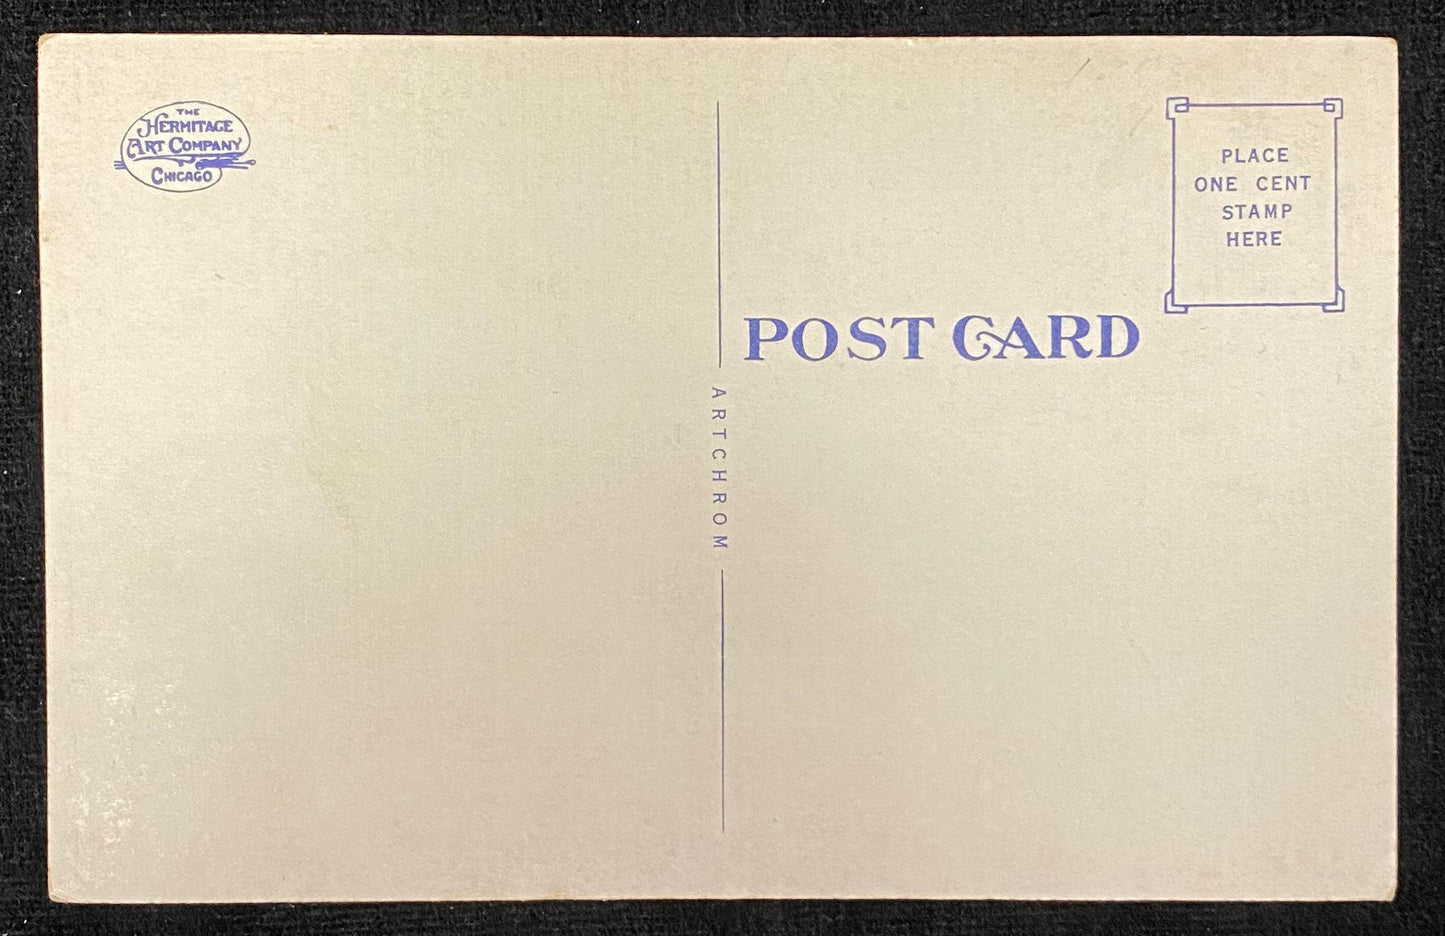 THE
HERMITAGE
ART COMPANY
CHICAGO
PLACE
ONE CENT
STAMP
HERE
POST CARD
ARTCHROM